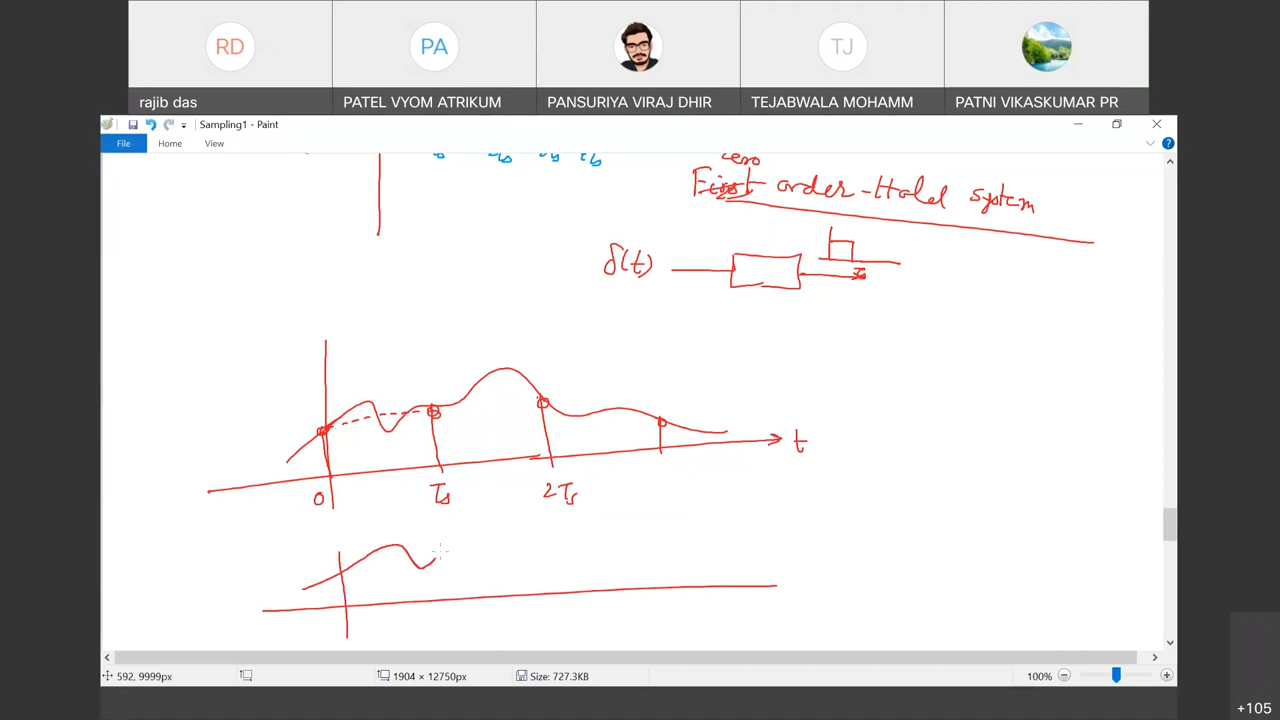 RD
PA
TJ
rajib das
PATEL VYOM ATRIKUM
PANSURIYA VIRAJ DHIR
TEJABWALA MOHAMM
PATNI VIKASKUMAR PR
Sampling1 - Paint
File
Home
View
zero
First order-Hold system
δ(t)
Ts
t
0
Ts
2Ts
592, 9999px
1904 × 12750px
Size: 727.3KB
100%
+105